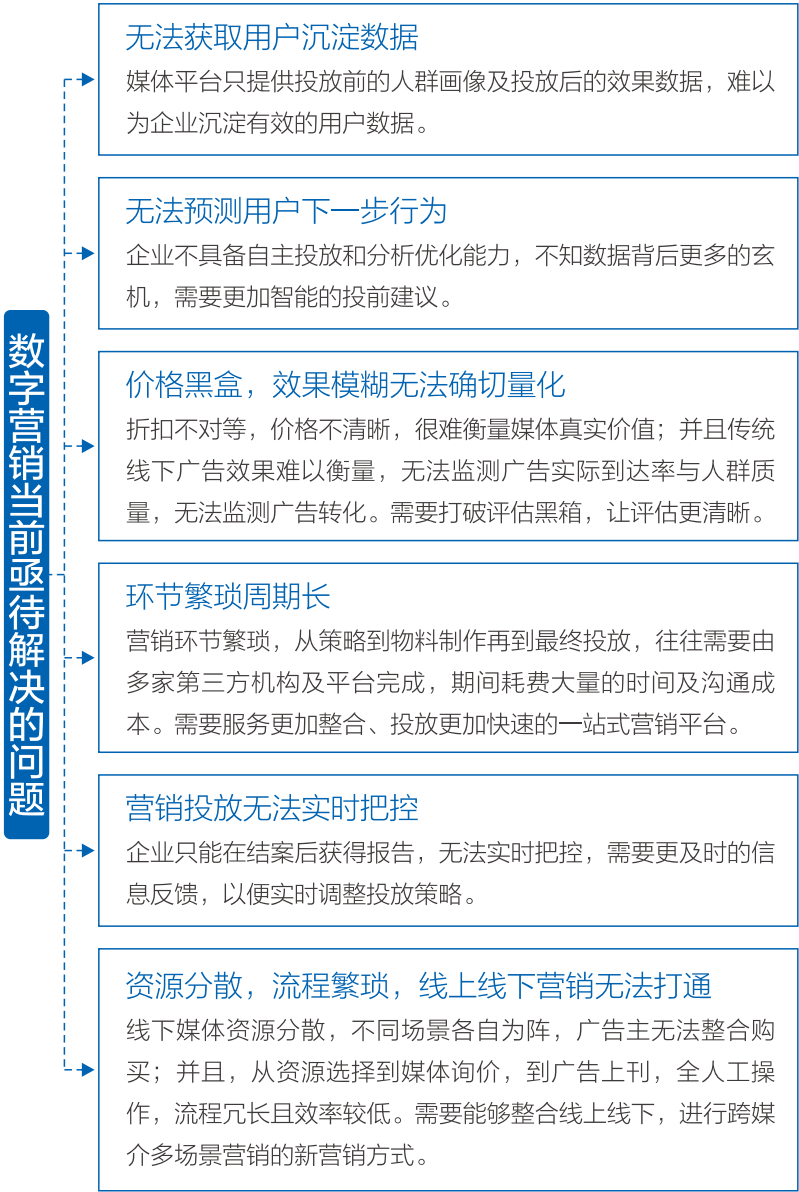 数字营销当前亟待解决的问题
无法获取用户沉淀数据
媒体平台只提供投放前的人群画像及投放后的效果数据，难以
为企业沉淀有效的用户数据。
无法预测用户下一步行为
企业不具备自主投放和分析优化能力，不知数据背后更多的玄
机，需要更加智能的投前建议。
价格黑盒，效果模糊无法确切量化
折扣不对等，价格不清晰，很难衡量媒体真实价值；并且传统
线下广告效果难以衡量，无法监测广告实际到达率与人群质
量，无法监测广告转化。需要打破评估黑箱，让评估更清晰。
环节繁琐周期长
营销环节繁琐，从策略到物料制作再到最终投放，往往需要由
多家第三方机构及平台完成，期间耗费大量的时间及沟通成
本。需要服务更加整合、投放更加快速的一站式营销平台。
营销投放无法实时把控
企业只能在结案后获得报告，无法实时把控，需要更及时的信
息反馈，以便实时调整投放策略。
资源分散，流程繁琐，线上线下营销无法打通
线下媒体资源分散，不同场景各自为阵，广告主无法整合购
买；并且，从资源选择到媒体询价，到广告上刊，全人工操
作，流程冗长且效率较低。需要能够整合线上线下，进行跨媒
介多场景营销的新营销方式。